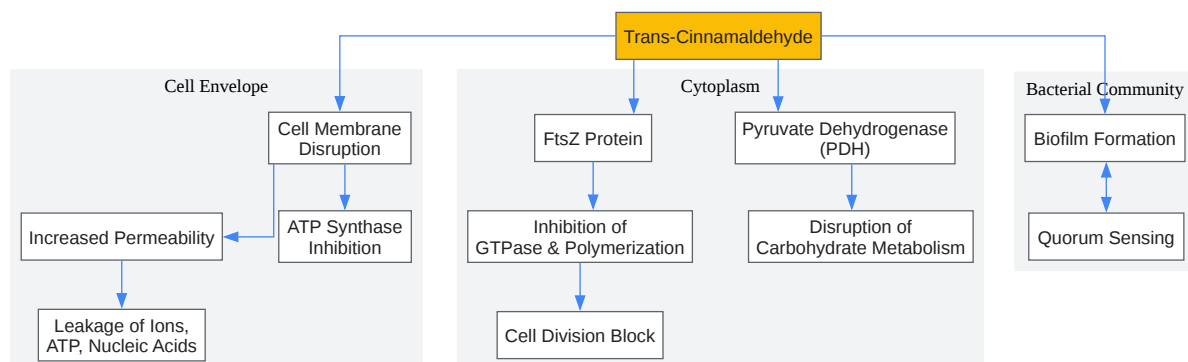 Trans-Cinnamaldehyde
Cell Envelope
Cytoplasm
Bacterial Community
Cell Membrane
Disruption
FtsZ Protein
Pyruvate Dehydrogenase
(PDH)
Biofilm Formation
Increased Permeability
ATP Synthase
Inhibition
Inhibition of
GTPase & Polymerization
Disruption of
Carbohydrate Metabolism
Quorum Sensing
Leakage of Ions,
ATP, Nucleic Acids
Cell Division Block